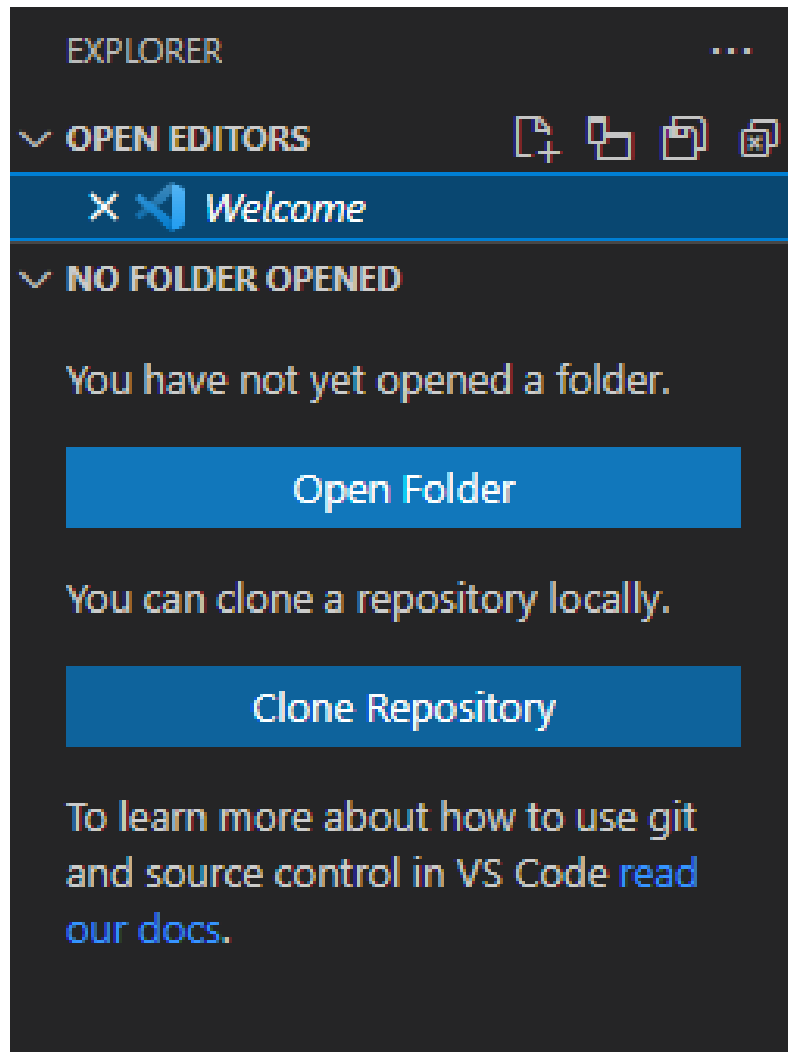 EXPLORER
OPEN EDITORS
Welcome
NO FOLDER OPENED
You have not yet opened a folder.
Open Folder
You can clone a repository locally.
Clone Repository
To learn more about how to use git
and source control in VS Code read
our docs.